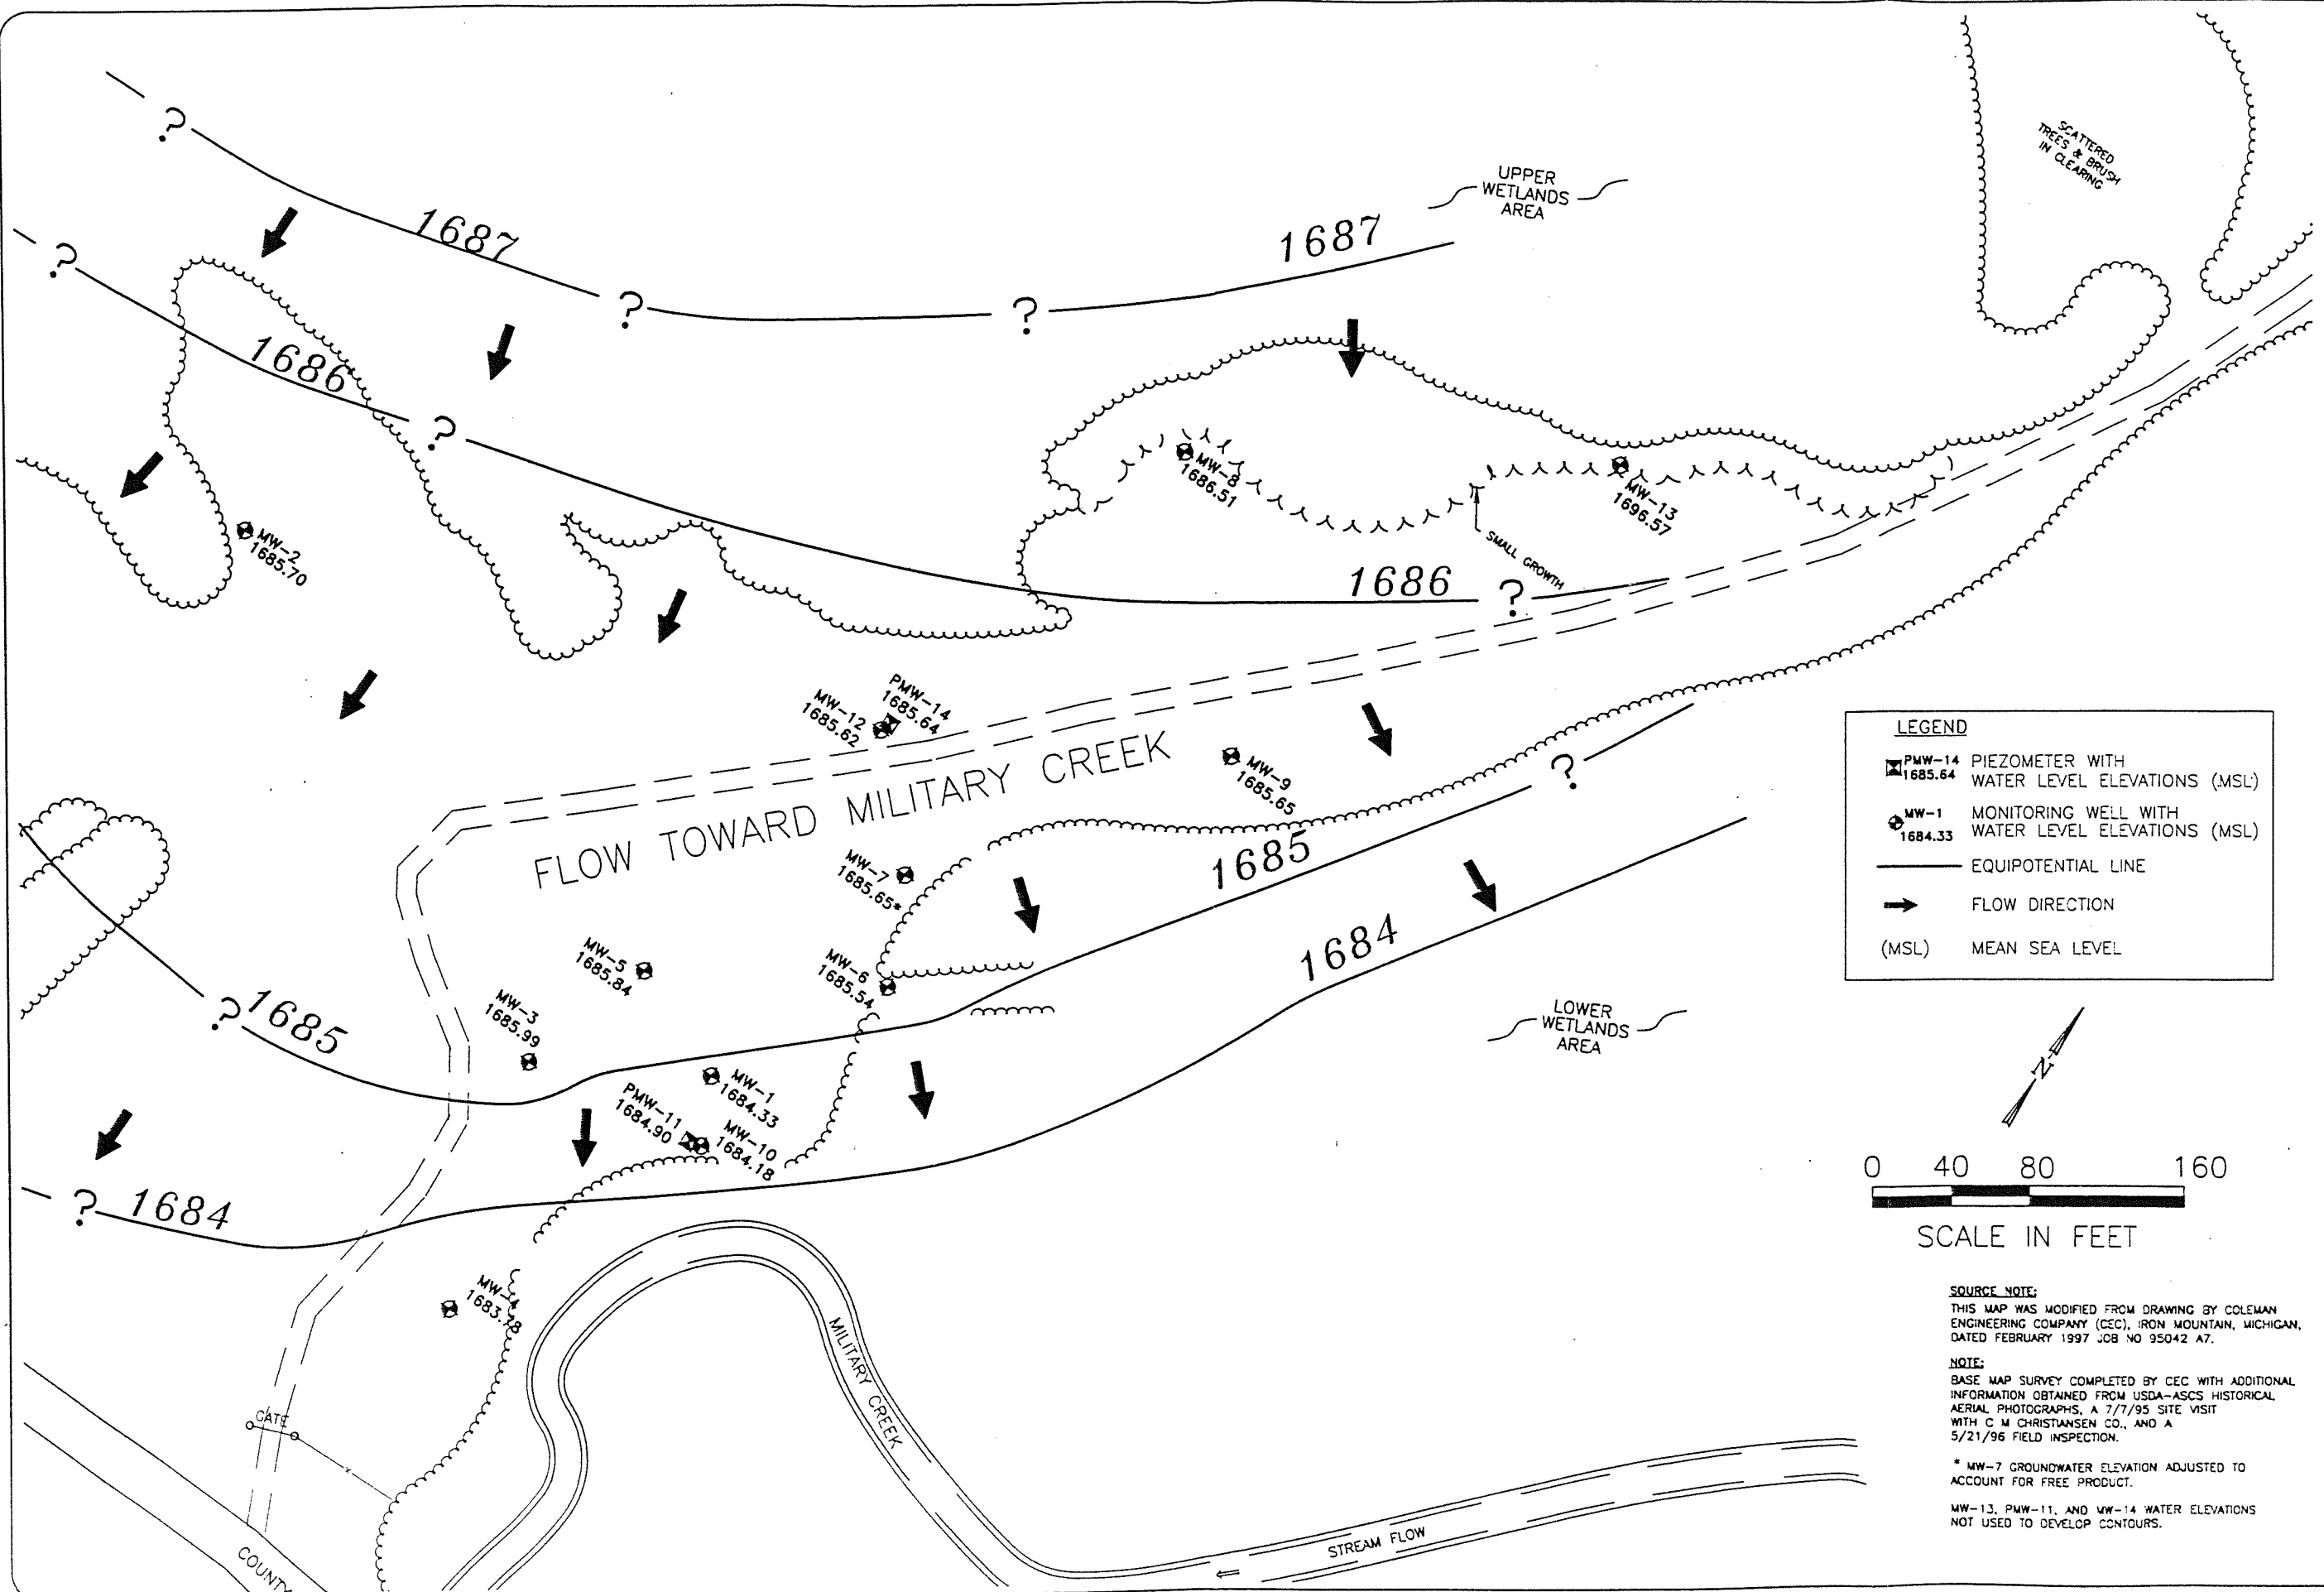 SCATTERED
TREES & BRUSH
IN CLEARING
?
UPPER
WETLANDS
AREA
1687
1687
?
?
?
1686
?
MW-8
1686.51
MW-13
1696.57
MW-2
1685.70
SMALL GROWTH
1686
?
PMW-14
1685.64
MW-12
1685.62
FLOW TOWARD MILITARY CREEK
MW-9
1685.65
?
MW-7
1685.65*
1685
MW-5
1685.84
MW-6
1685.54
1684
MW-3
1685.99
?
1685
LOWER
WETLANDS
AREA
MW-1
1684.33
PMW-11
1684.90
MW-10
1684.18
?
1684
MW-4
1683.78
GATE
COUNTY
MILITARY CREEK
STREAM FLOW
LEGEND
PMW-14
1685.64
PIEZOMETER WITH
WATER LEVEL ELEVATIONS (MSL)
MW-1
1684.33
MONITORING WELL WITH
WATER LEVEL ELEVATIONS (MSL)
EQUIPOTENTIAL LINE
FLOW DIRECTION
(MSL) MEAN SEA LEVEL
N
0 40 80 160
SCALE IN FEET
SOURCE NOTE:
THIS MAP WAS MODIFIED FROM DRAWING BY COLEMAN
ENGINEERING COMPANY (CEC), IRON MOUNTAIN, MICHIGAN,
DATED FEBRUARY 1997 JOB NO 95042 A7.
NOTE:
BASE MAP SURVEY COMPLETED BY CEC WITH ADDITIONAL
INFORMATION OBTAINED FROM USDA-ASCS HISTORICAL
AERIAL PHOTOGRAPHS, A 7/7/95 SITE VISIT
WITH C M CHRISTIANSEN CO., AND A
5/21/96 FIELD INSPECTION.
* MW-7 GROUNDWATER ELEVATION ADJUSTED TO
ACCOUNT FOR FREE PRODUCT.
MW-13, PMW-11, AND MW-14 WATER ELEVATIONS
NOT USED TO DEVELOP CONTOURS.